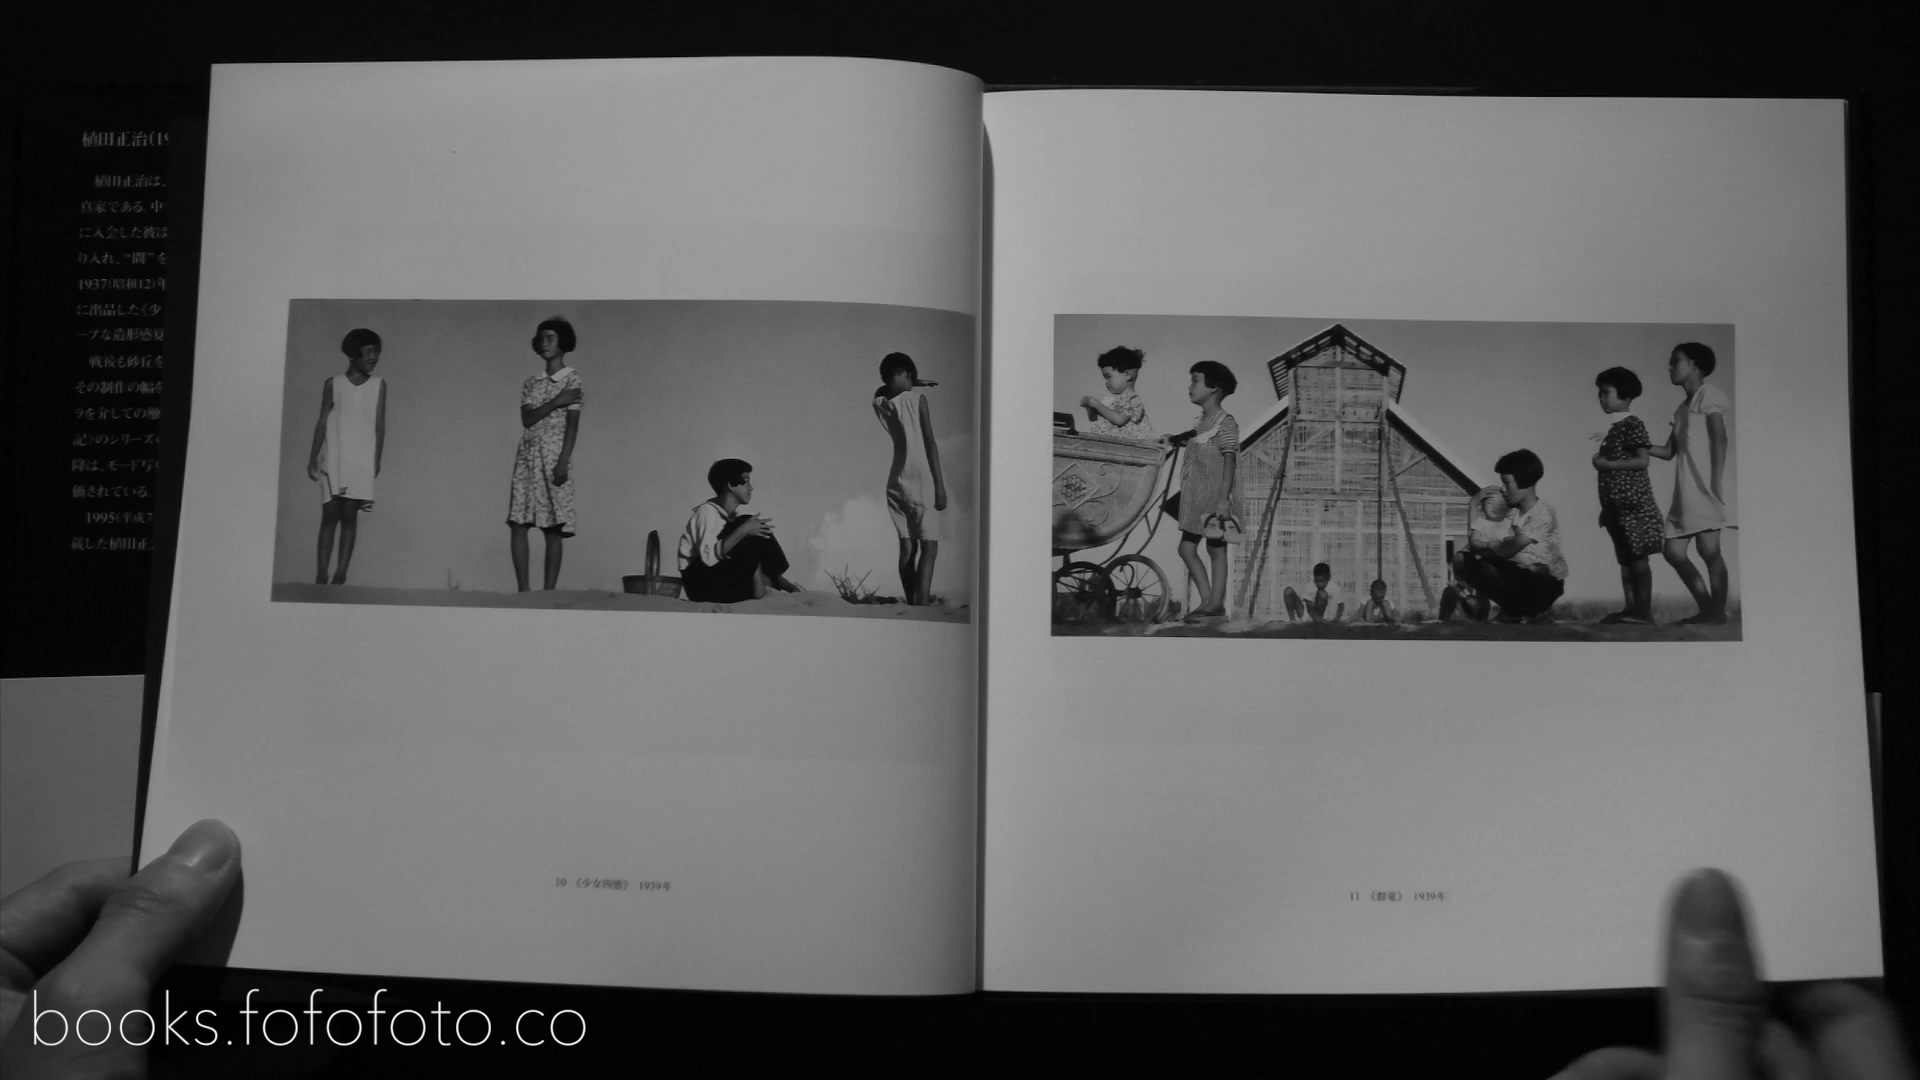 植田正治(19
植田正治は、
真家である。中
に入会した彼は
り入れ、“間”を
1937(昭和12)年
に出品した《少
ープな造形感覚
戦後も砂丘を
その制作の幅を
ラを介しての触
記〉のシリーズ
降は、モード写
価されている。
1995(平成7
蔵した植田正
10 《少女四態》 1939年
11 《群童》 1939年
books.fofofoto.co